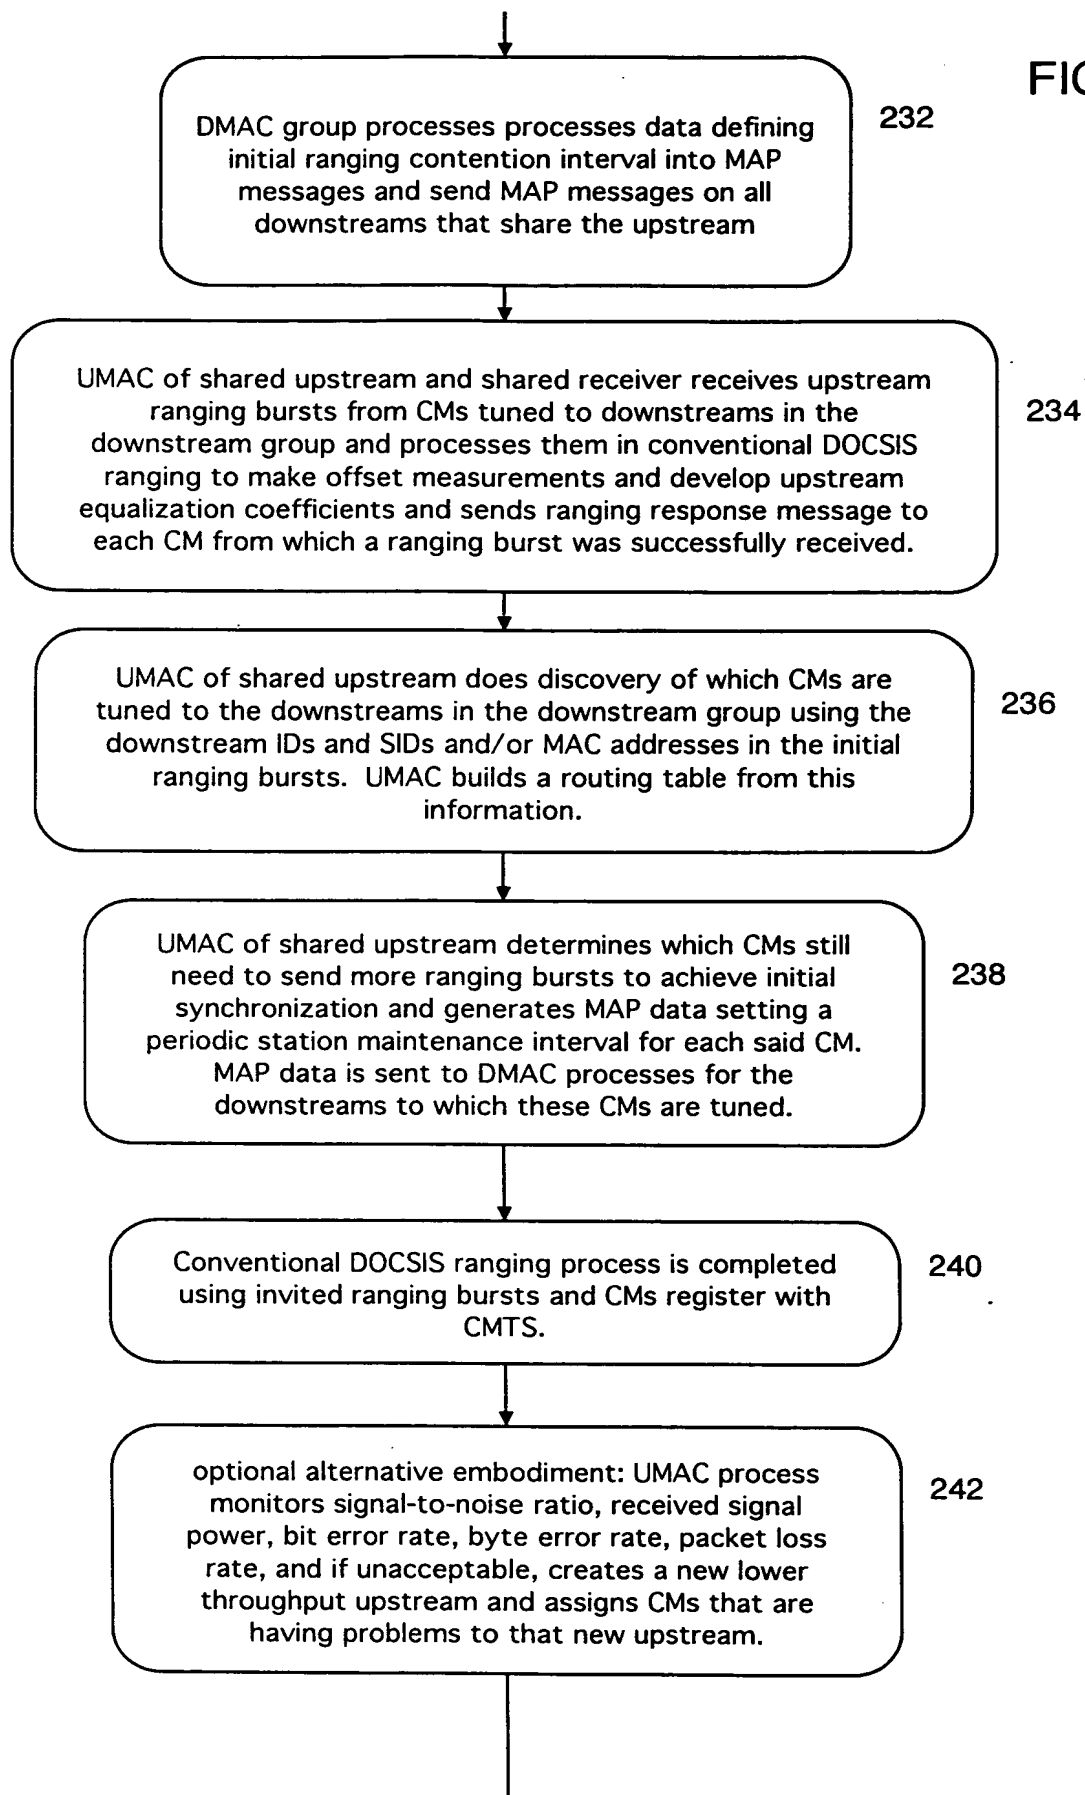 FIG
DMAC group processes processes data defining
initial ranging contention interval into MAP
messages and send MAP messages on all
downstreams that share the upstream
232
UMAC of shared upstream and shared receiver receives upstream
ranging bursts from CMs tuned to downstreams in the
downstream group and processes them in conventional DOCSIS
ranging to make offset measurements and develop upstream
equalization coefficients and sends ranging response message to
each CM from which a ranging burst was successfully received.
234
UMAC of shared upstream does discovery of which CMs are
tuned to the downstreams in the downstream group using the
downstream IDs and SIDs and/or MAC addresses in the initial
ranging bursts. UMAC builds a routing table from this
information.
236
UMAC of shared upstream determines which CMs still
need to send more ranging bursts to achieve initial
synchronization and generates MAP data setting a
periodic station maintenance interval for each said CM.
MAP data is sent to DMAC processes for the
downstreams to which these CMs are tuned.
238
Conventional DOCSIS ranging process is completed
using invited ranging bursts and CMs register with
CMTS.
240
optional alternative embodiment: UMAC process
monitors signal-to-noise ratio, received signal
power, bit error rate, byte error rate, packet loss
rate, and if unacceptable, creates a new lower
throughput upstream and assigns CMs that are
having problems to that new upstream.
242